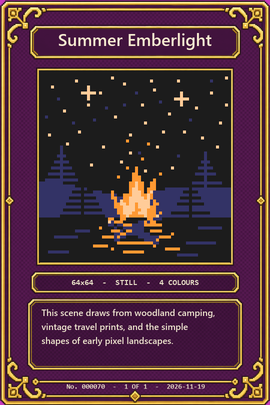 Summer Emberlight
64x64 - STILL - 4 COLOURS
This scene draws from woodland camping,
vintage travel prints, and the simple
shapes of early pixel landscapes.
No. 000070 - 1 OF 1 - 2026-11-19